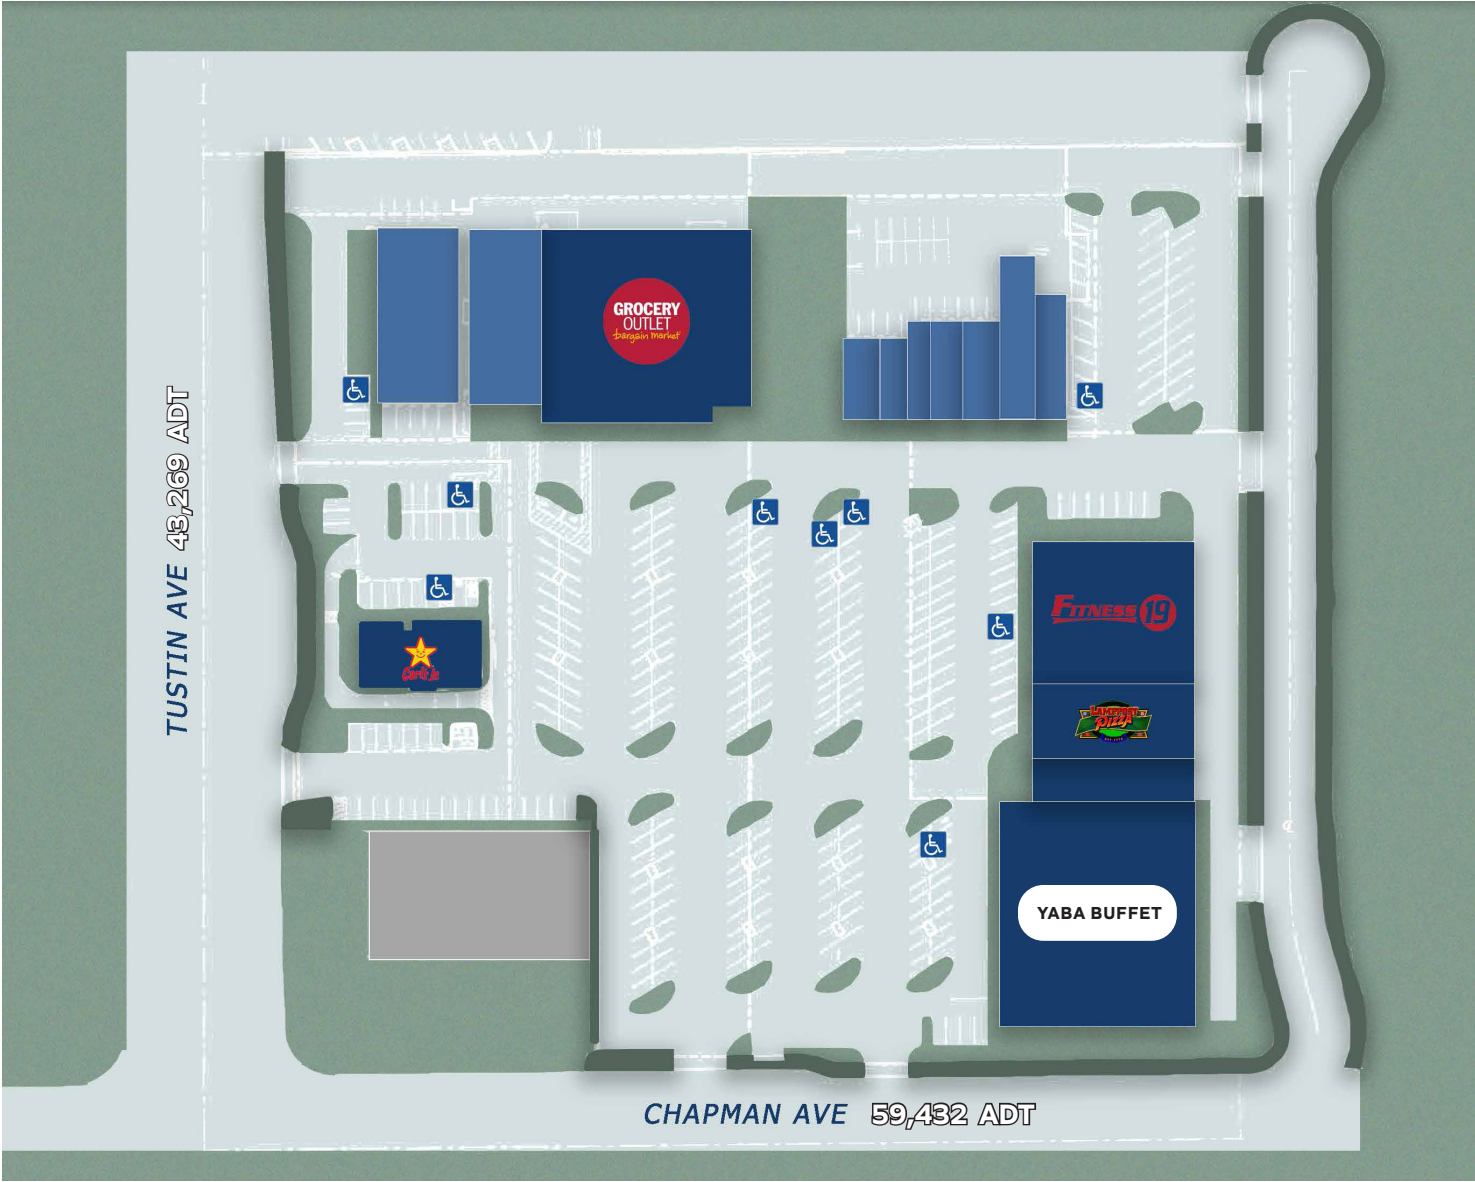 GROCERY
OUTLET
bargain market
TUSTIN AVE 43,269 ADT
FITNESS 19
Carl's Jr.
PIZZA
YABA BUFFET
CHAPMAN AVE 59,432 ADT